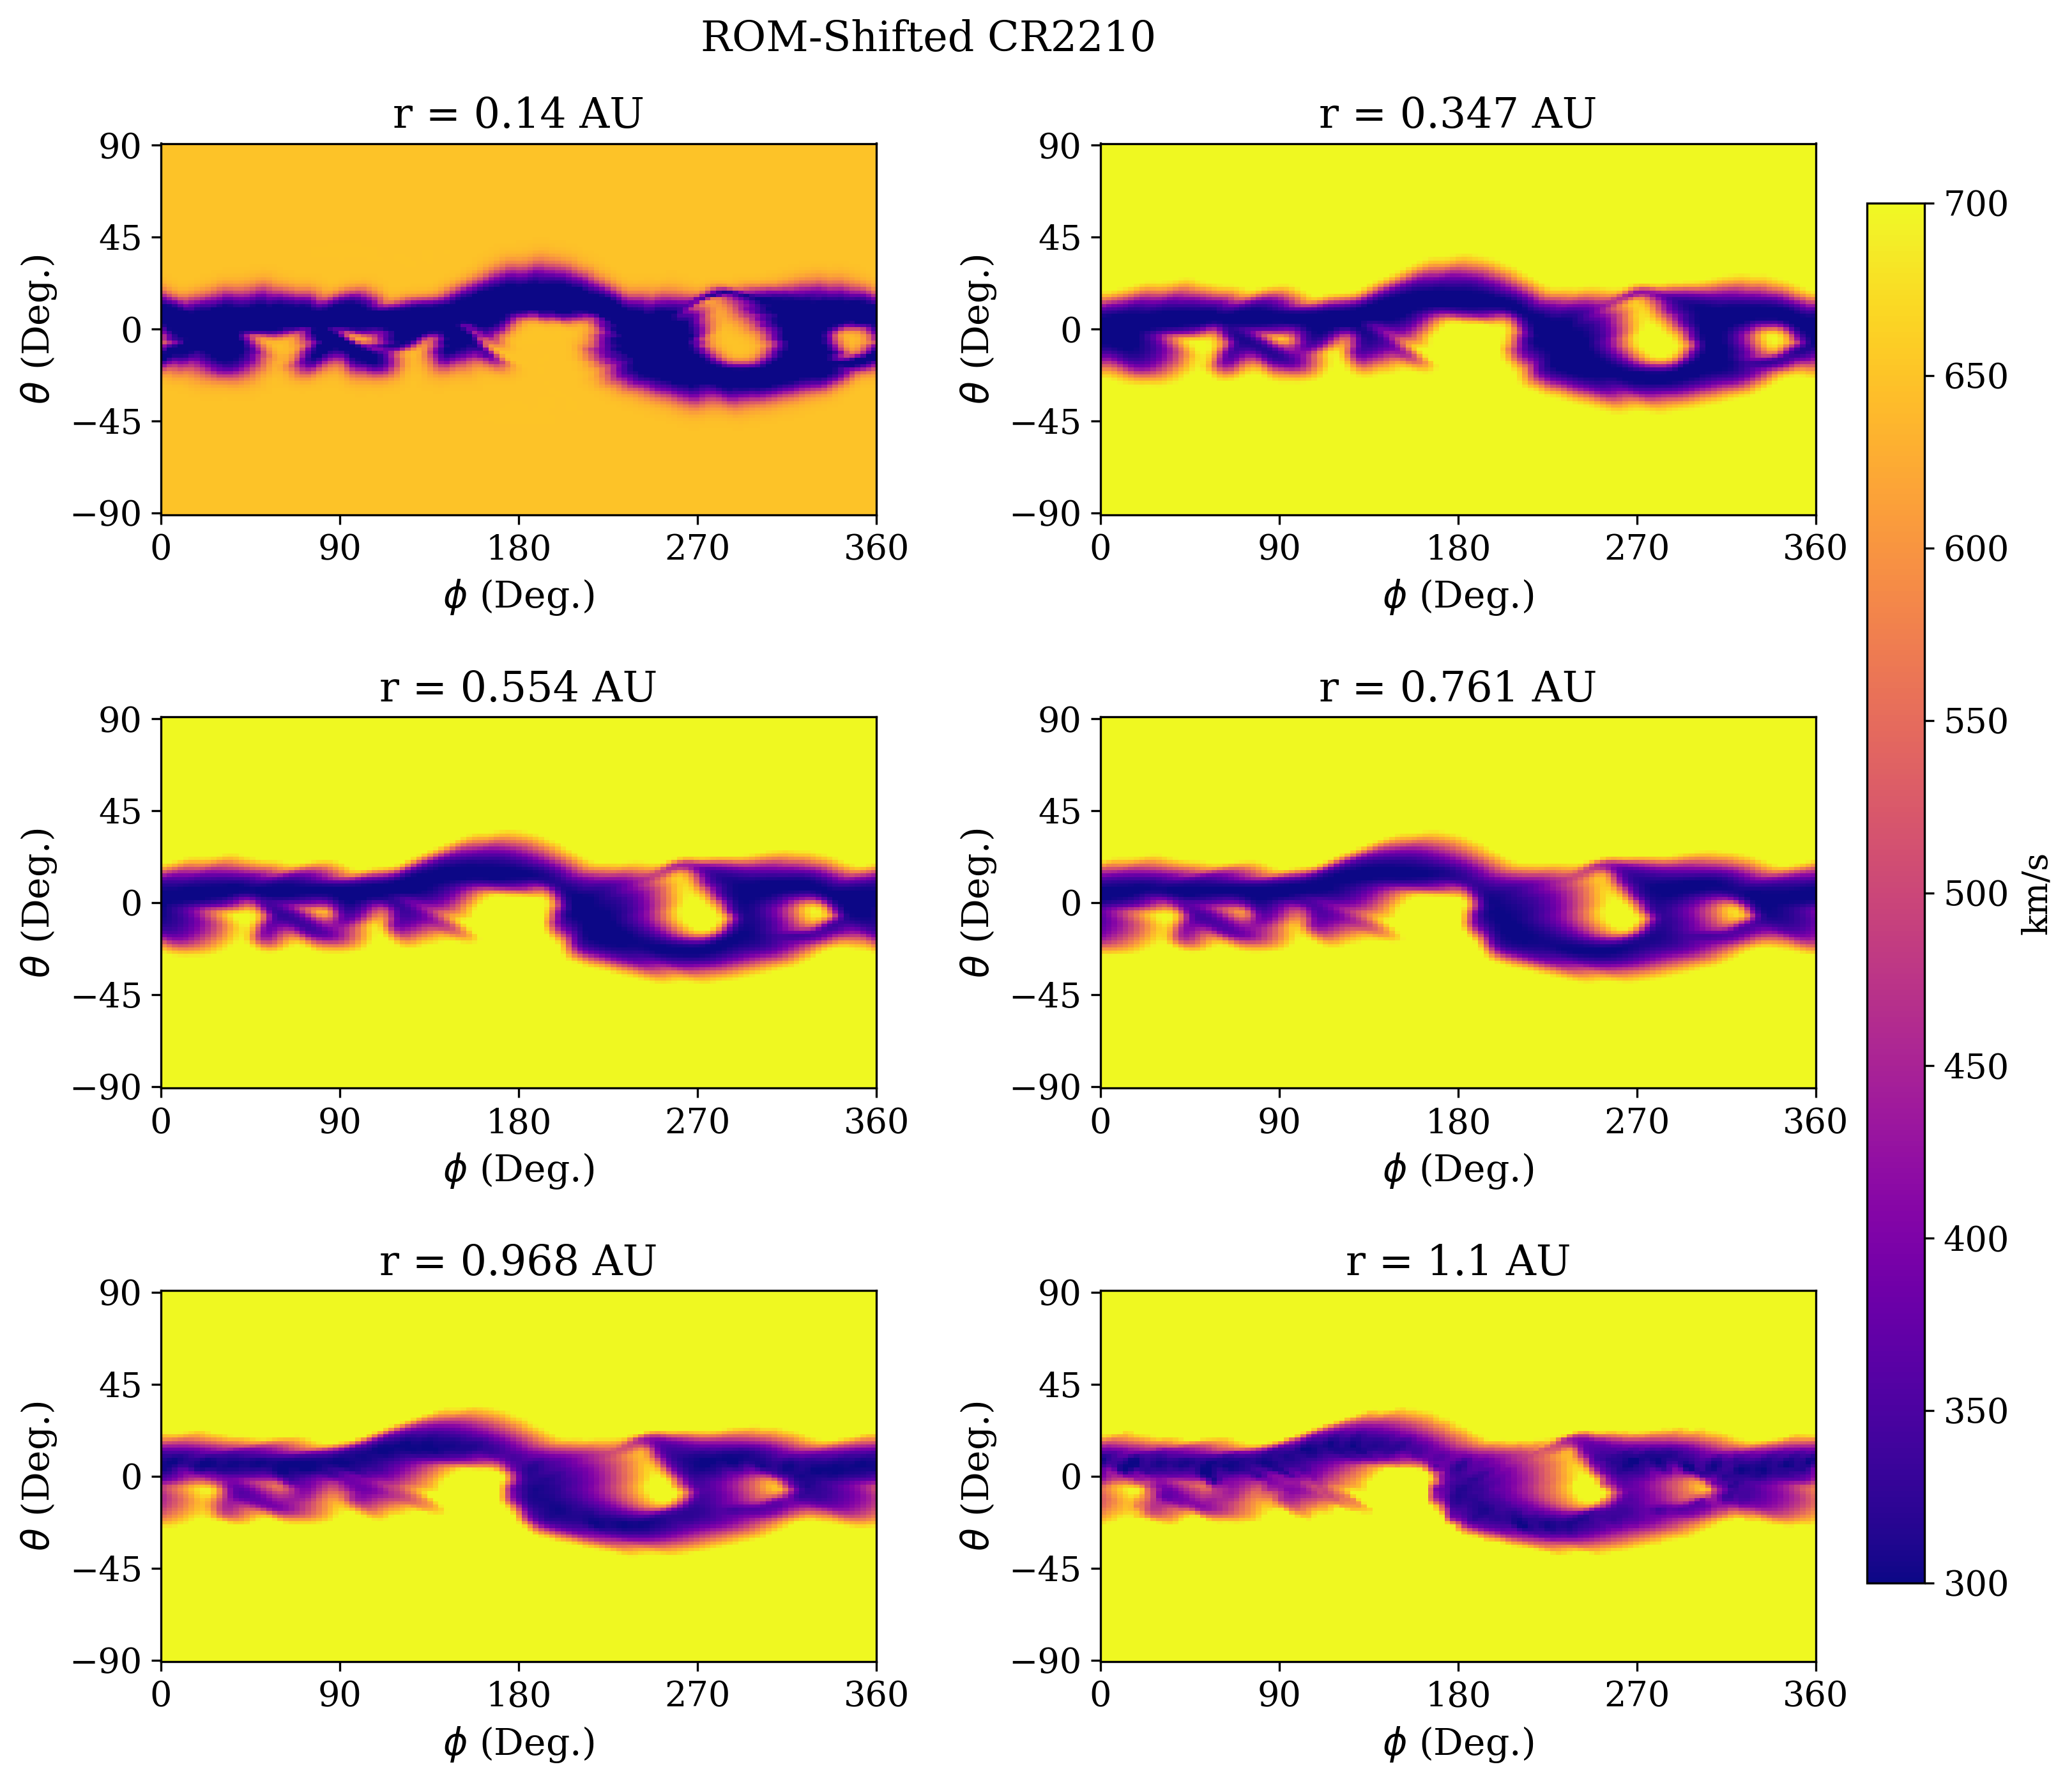 ROM-Shifted CR2210
r = 0.14 AU
90
45
0
−45
−90
θ (Deg.)
0 90 180 270 360
ϕ (Deg.)
r = 0.347 AU
90
45
0
−45
−90
θ (Deg.)
0 90 180 270 360
ϕ (Deg.)
r = 0.554 AU
90
45
0
−45
−90
θ (Deg.)
0 90 180 270 360
ϕ (Deg.)
r = 0.761 AU
90
45
0
−45
−90
θ (Deg.)
0 90 180 270 360
ϕ (Deg.)
r = 0.968 AU
90
45
0
−45
−90
θ (Deg.)
0 90 180 270 360
ϕ (Deg.)
r = 1.1 AU
90
45
0
−45
−90
θ (Deg.)
0 90 180 270 360
ϕ (Deg.)
700
650
600
550
500
450
400
350
300
km/s